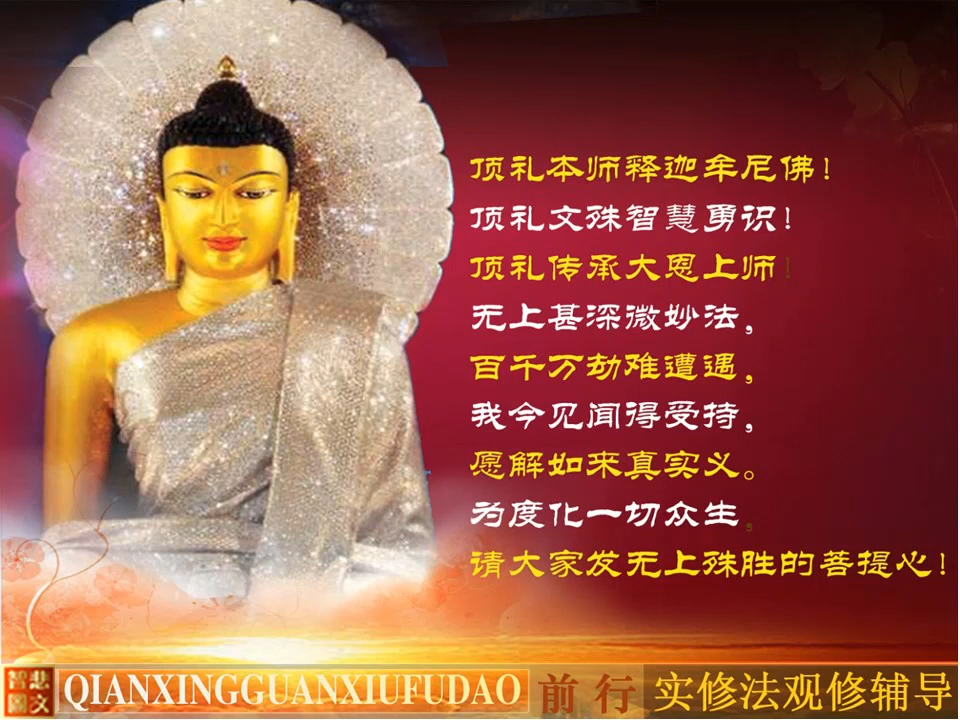 顶礼本师释迦牟尼佛！
顶礼文殊智慧勇识！
顶礼传承大恩上师！
无上甚深微妙法，
百千万劫难遭遇，
我今见闻得受持，
愿解如来真实义。
为度化一切众生，
请大家发无上殊胜的菩提心！
QIANXINGGUANXIUFUDAO 前行 实修法观修辅导